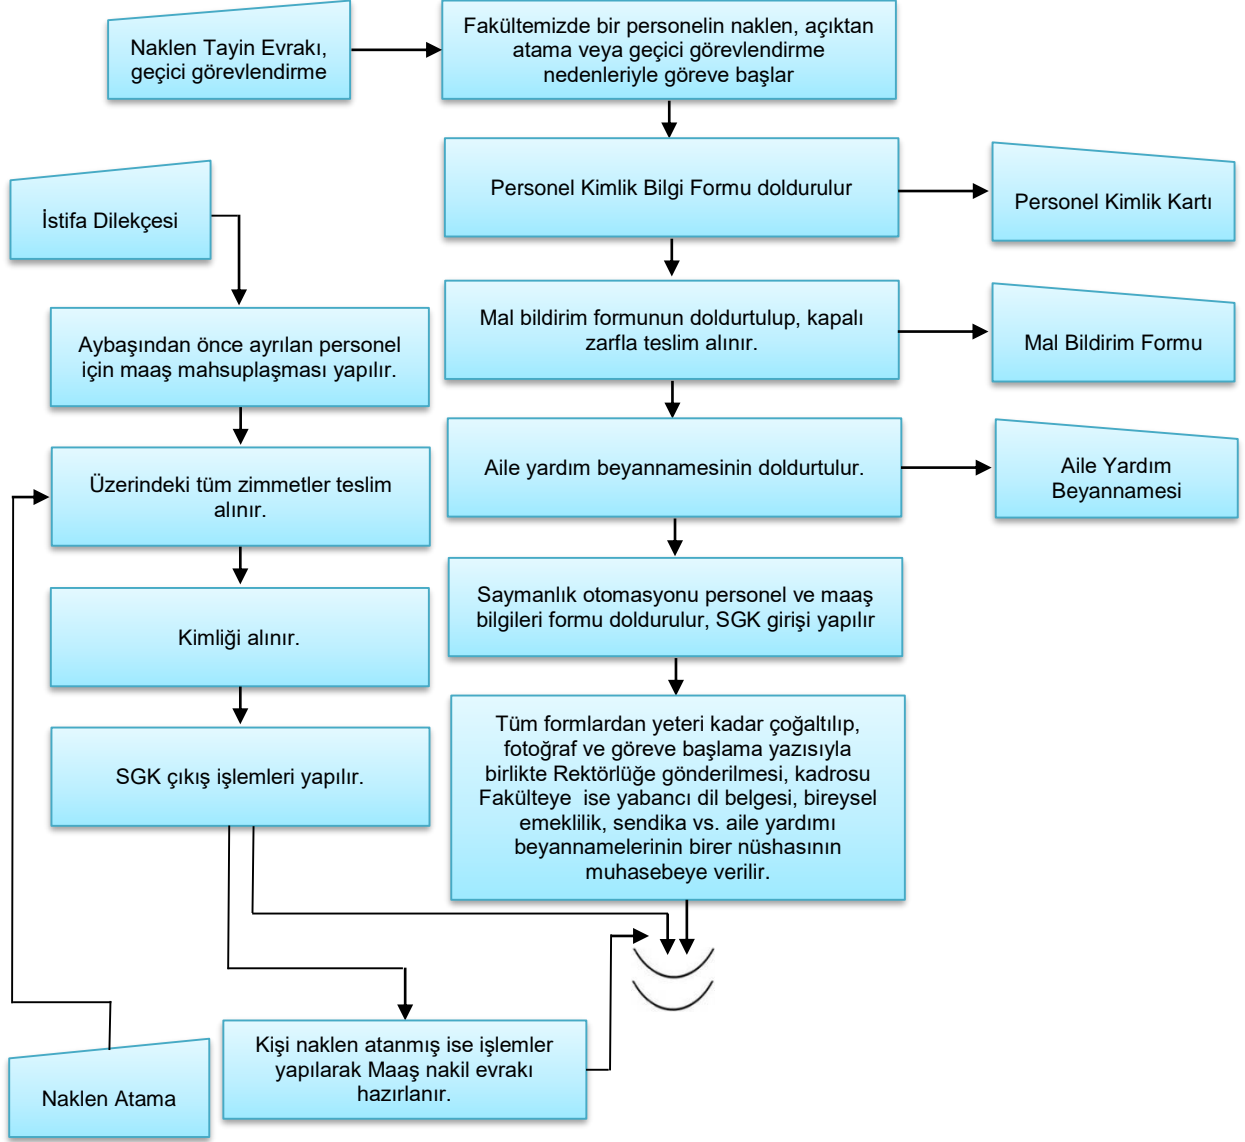 Naklen Tayin Evrakı,
geçici görevlendirme
Fakültemizde bir personelin naklen, açıktan
atama veya geçici görevlendirme
nedenleriyle göreve başlar
Personel Kimlik Bilgi Formu doldurulur
Personel Kimlik Kartı
İstifa Dilekçesi
Mal bildirim formunun doldurtulup, kapalı
zarfla teslim alınır.
Mal Bildirim Formu
Aybaşından önce ayrılan personel
için maaş mahsuplaşması yapılır.
Aile yardım beyannamesinin doldurtulur.
Aile Yardım
Beyannamesi
Üzerindeki tüm zimmetler teslim
alınır.
Saymanlık otomasyonu personel ve maaş
bilgileri formu doldurulur, SGK girişi yapılır
Kimliği alınır.
Tüm formlardan yeteri kadar çoğaltılıp,
fotoğraf ve göreve başlama yazısıyla
birlikte Rektörlüğe gönderilmesi, kadrosu
Fakülteye  ise yabancı dil belgesi, bireysel
emeklilik, sendika vs. aile yardımı
beyannamelerinin birer nüshasının
muhasebeye verilir.
SGK çıkış işlemleri yapılır.
Kişi naklen atanmış ise işlemler
yapılarak Maaş nakil evrakı
hazırlanır.
Naklen Atama